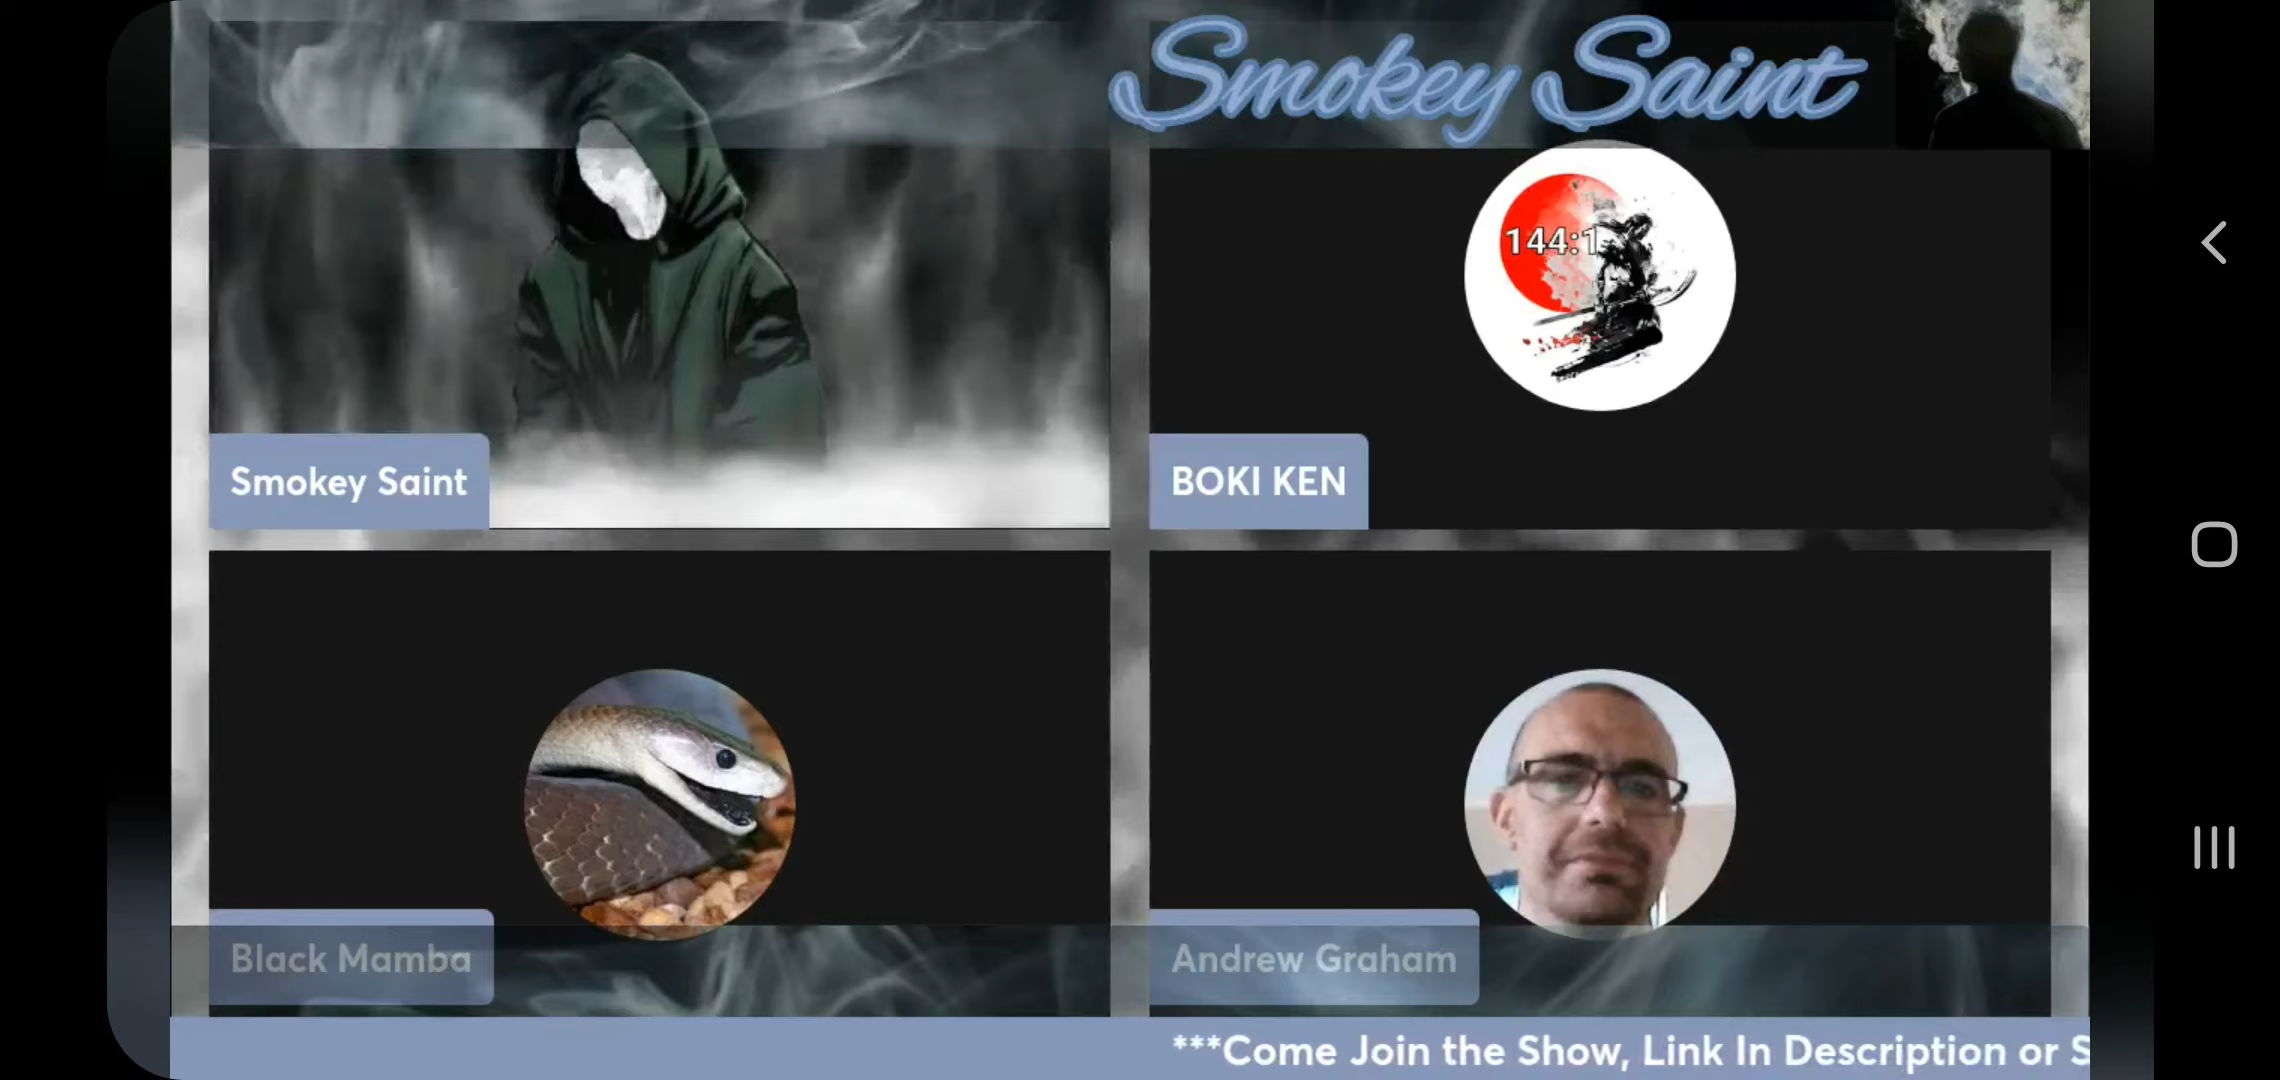 Smokey Saint
144:1
Smokey Saint
BOKI KEN
Black Mamba
Andrew Graham
***Come Join the Show, Link In Description or S